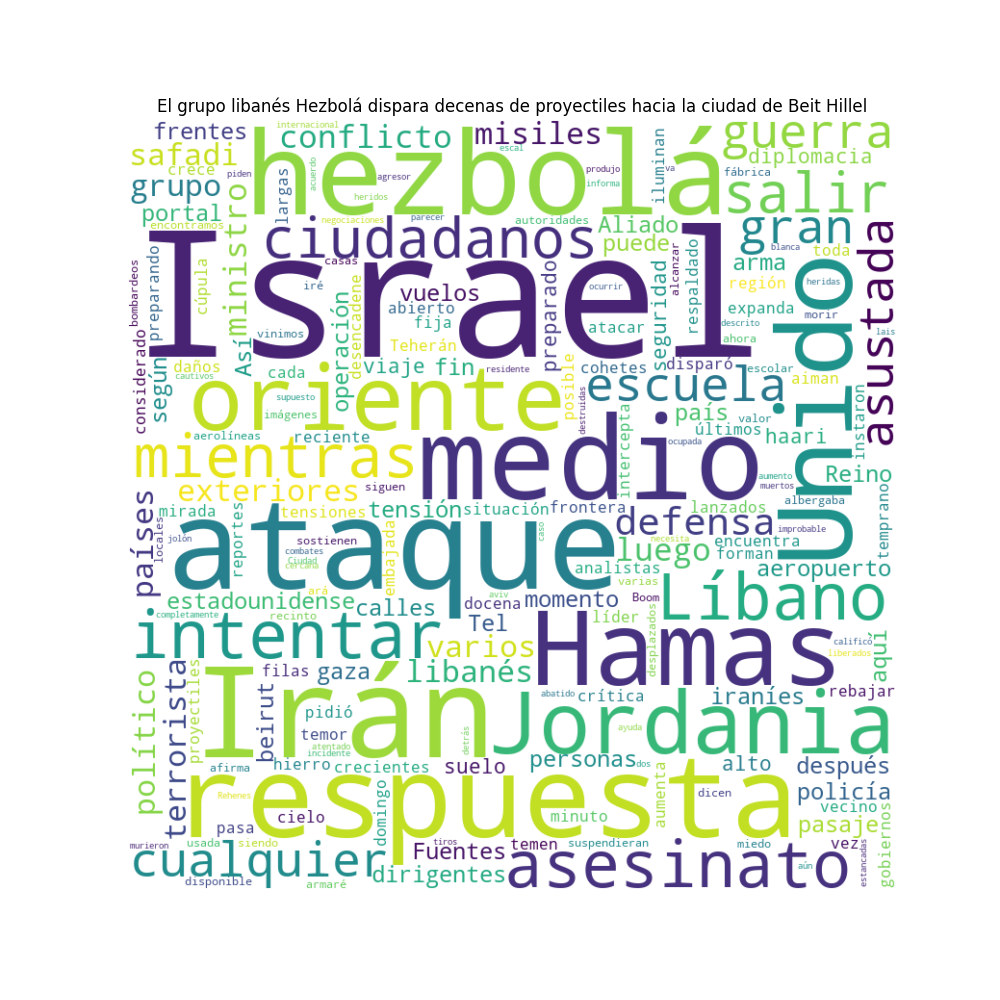 El grupo libanés Hezbolá dispara decenas de proyectiles hacia la ciudad de Beit Hillel
frentes
internacional
conflicto
misiles
escal
guerra
safadi
crece
piden
acuerdo
hezbolá
agresor
heridos
produjo
informa
iluminan
va
fábrica
diplomacia
salir
grupo
largas
portal
encontramos
ministro
negociaciones
parecer
autoridades
Aliado
gran
ciudadanos
puede
asustada
Israel
casas
iré
vuelos
abierto
fija
vinimos
preparando
cúpula
bombardeos
considerado
según
Así
operación
desencadene
preparado
ocurrir
atacar
seguridad
respaldado
alcanzar
arma
blanca
toda
región
heridas
expanda
descrito
morir
ahora
unido
lais
Teherán
daños
cautivos
cada
viaje
fin
residente
posible
cohetes
disparó
escolar
aiman
supuesto
imágenes
oriente
escuela
destruidas
país
valor
últimos
haari
instaron
aerolíneas
reciente
mientras
medio
intercepta
ocupada
aumento
muertos
Reino
exteriores
siguen
albergaba
mirada
tensiones
tensión
situación
frontera
lanzados
temprano
países
locales
jolón
reportes
sostienen
combates
Ciudad
cercana
embajada
ataque
caso
defensa
improbable
necesita
luego
encuentra
forman
analistas
varias
aeropuerto
ará
aviv
estadounidense
completamente
recinto
calles
docena
momento
Boom
líder
Líbano
Tel
desplazados
intentar
varios
Hamas
calificó
liberados
aquí
político
terrorista
proyectiles
filas
gaza
libanés
abatido
crítica
iraníes
rebajar
beirut
pidió
temor
Irán
detrás
Jordania
ayuda
atentado
incidente
hierro
crecientes
suelo
personas
dos
aumenta
alto
después
afirma
Rehenes
respuesta
dicen
policía
vecino
cielo
domingo
minuto
pasaje
gobiernos
pasa
murieron
usada
siendo
tiros
Fuentes
temen
suspendieran
miedo
vez
estancadas
aún
cualquier
disponible
armaré
dirigentes
asesinato